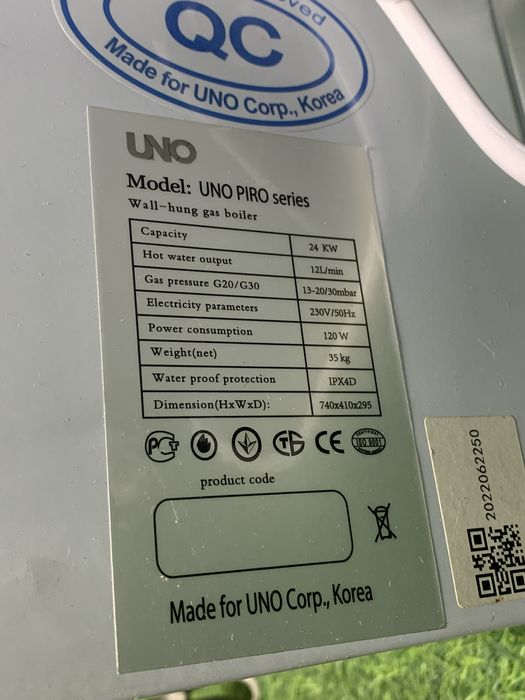 QC
Made for UNO Corp., Korea
UNO
Model: UNO PIRO series
Wall-hung gas boiler
Capacity 24 KW
Hot water output 12L/min
Gas pressure G20/G30 13-20/30mbar
Electricity parameters 230V/50Hz
Power consumption 120 W
Weight(net) 35 kg
Water proof protection IPX4D
Dimension(HxWxD): 740x410x295
CE
ISO 9001
product code
Made for UNO Corp., Korea
2022062250